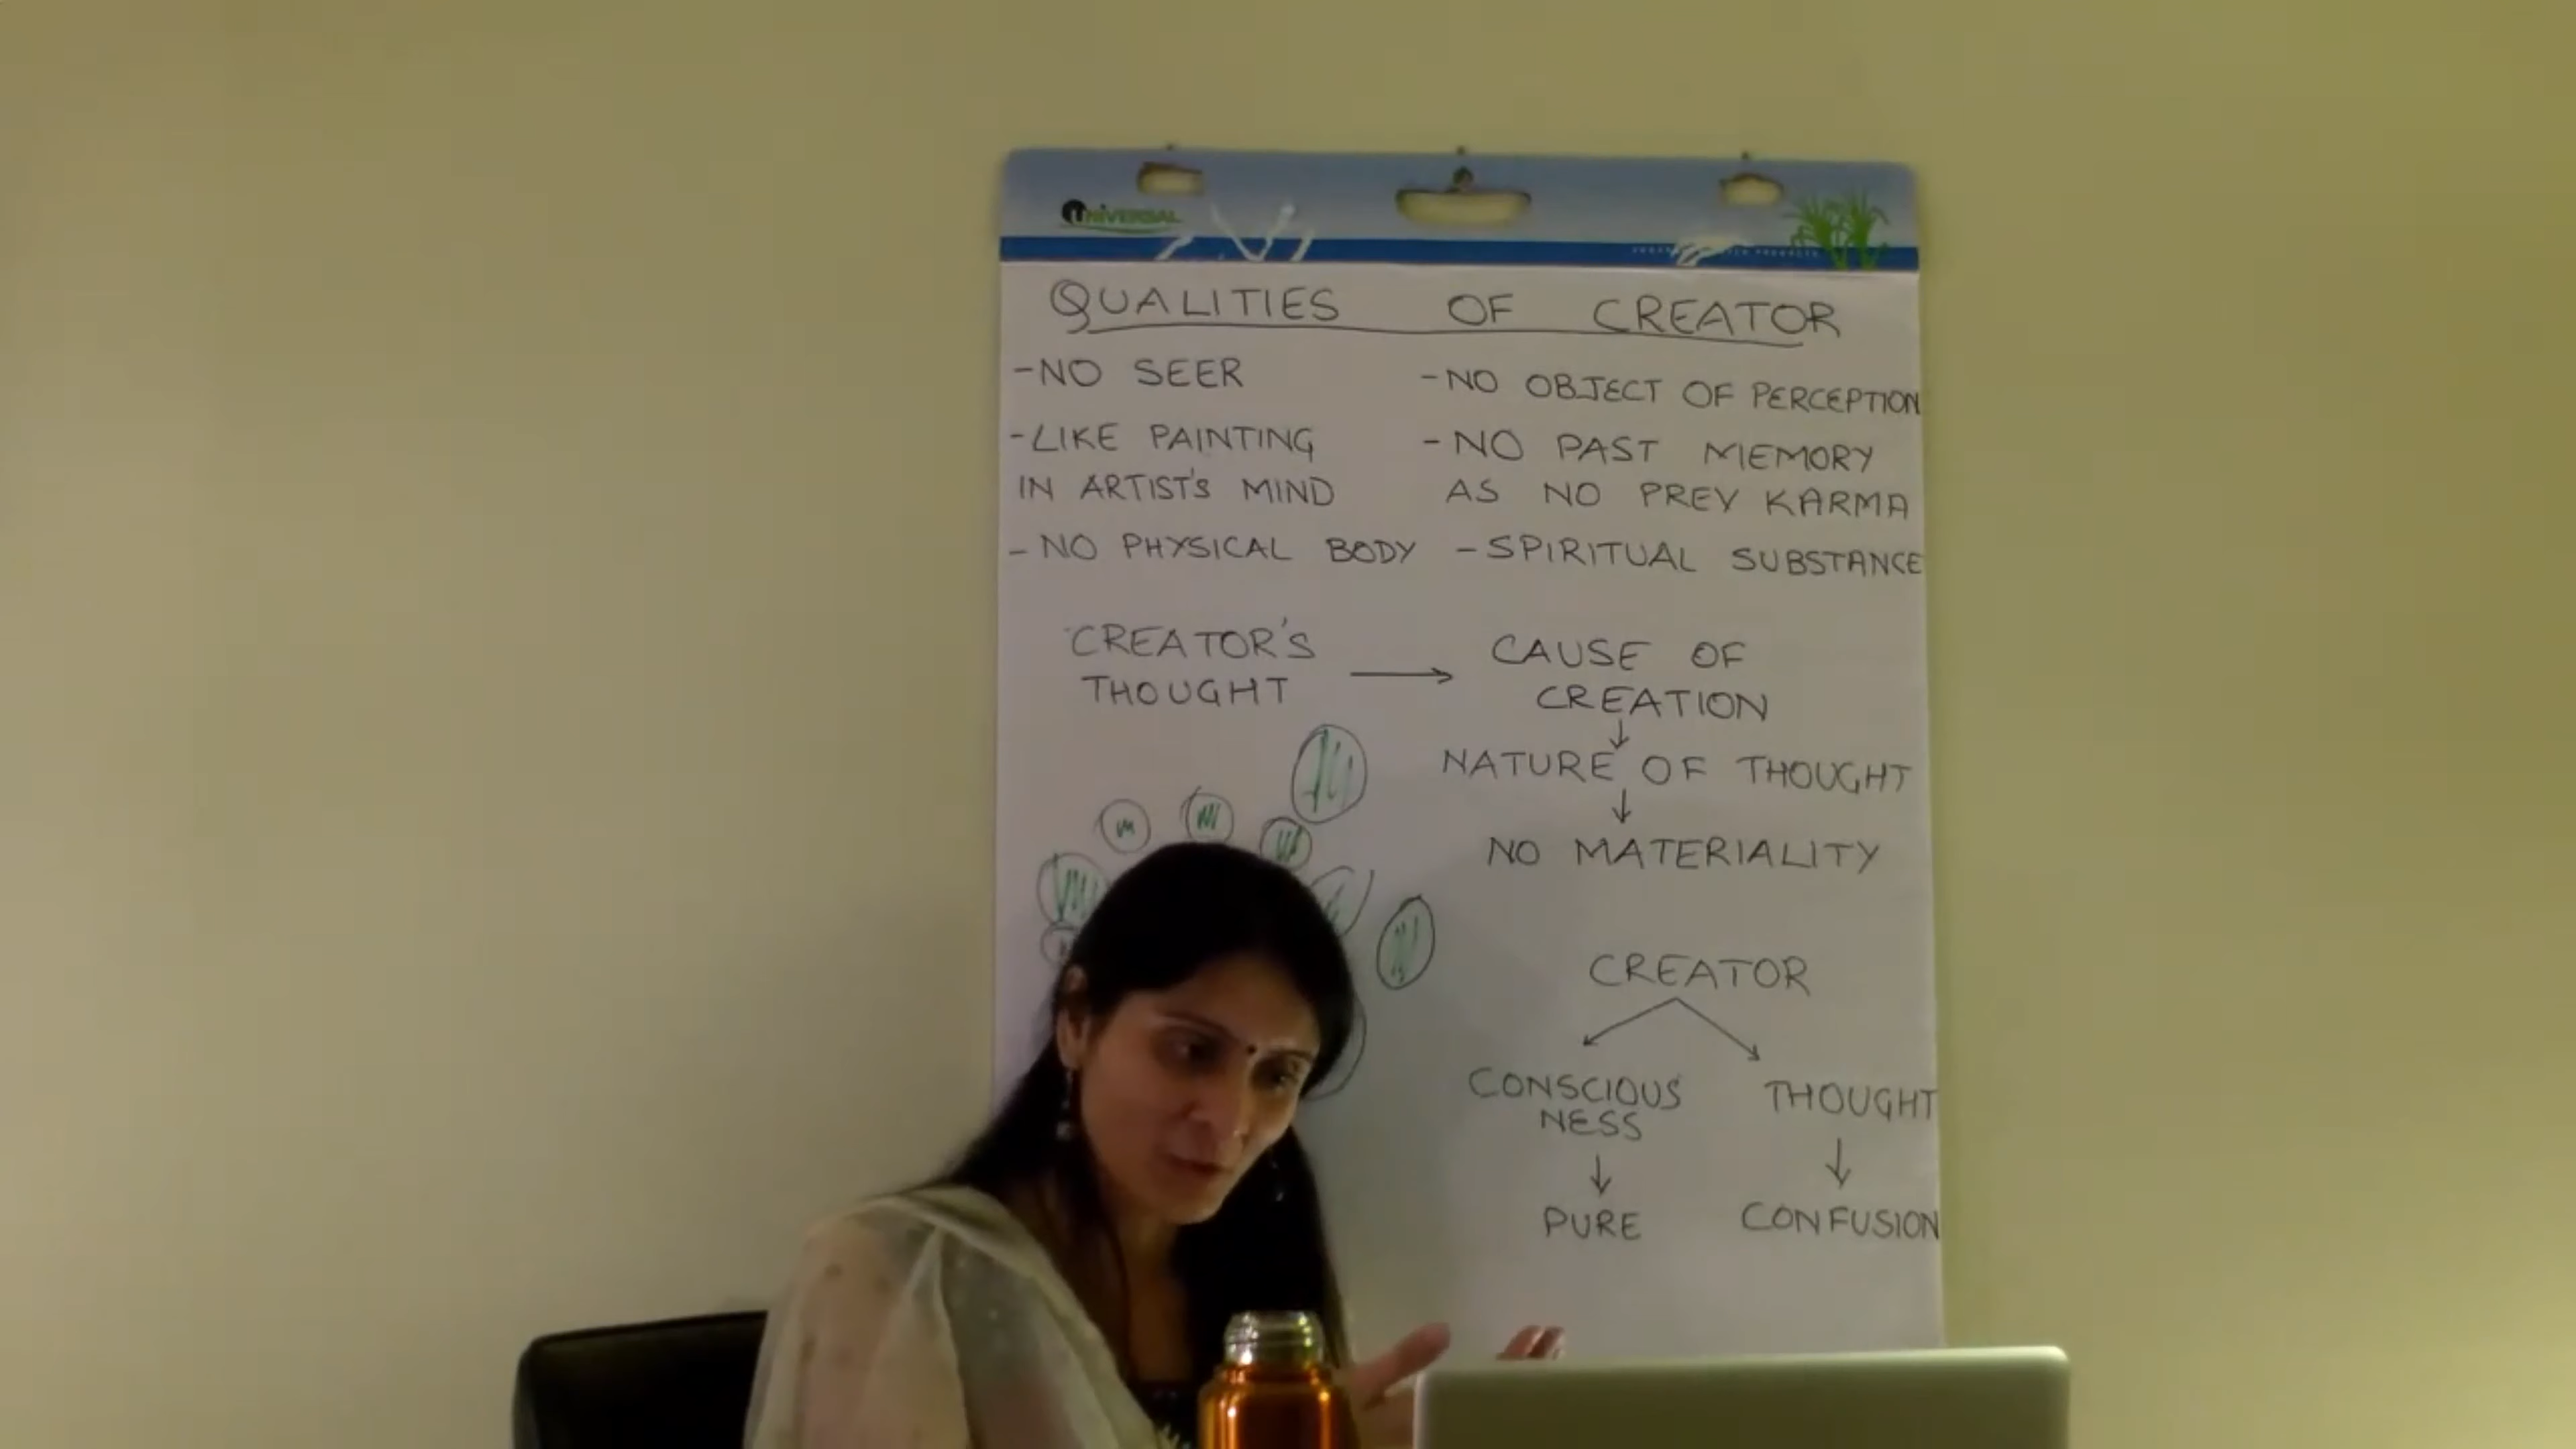 UNIVERSAL
QUALITIES OF CREATOR
-NO SEER
-NO OBJECT OF PERCEPTION
-LIKE PAINTING
IN ARTIST'S MIND
-NO PAST MEMORY
AS NO PREV KARMA
-NO PHYSICAL BODY
-SPIRITUAL SUBSTANCE
CREATOR'S
THOUGHT
→ CAUSE OF
CREATION
↓
NATURE OF THOUGHT
↓
NO MATERIALITY
CREATOR
CONSCIOUS
NESS
↓
PURE
THOUGHT
↓
CONFUSION